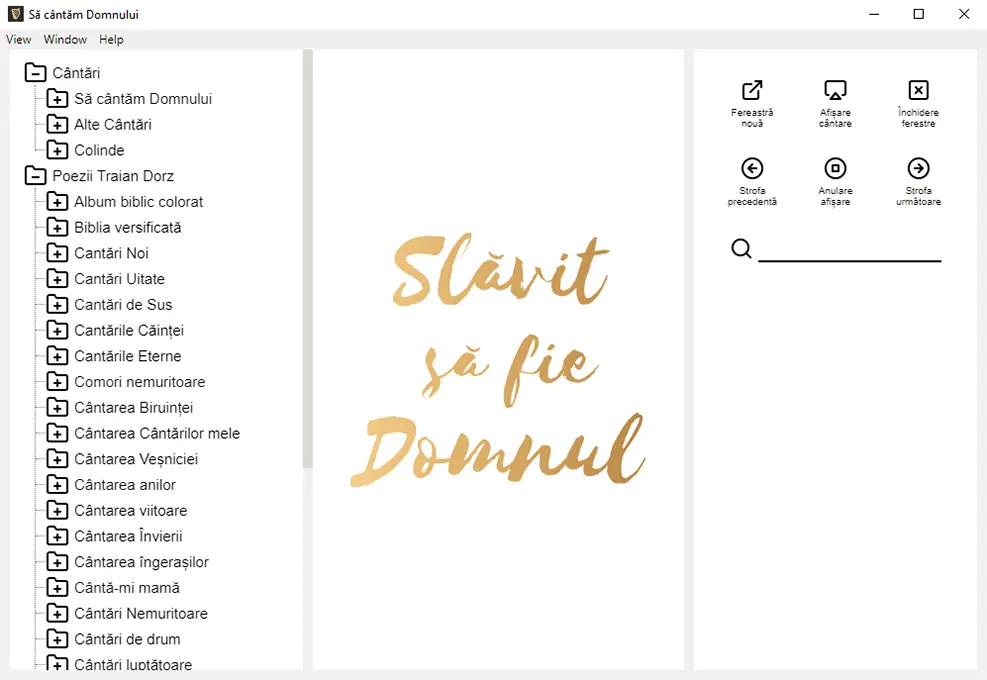 Să cântăm Domnului
View Window Help
Cântări
Să cântăm Domnului
Alte Cântări
Colinde
Poezii Traian Dorz
Album biblic colorat
Biblia versificată
Cantări Noi
Cantări Uitate
Cantări de Sus
Cantările Căinței
Cantările Eterne
Comori nemuritoare
Cântarea Biruinței
Cântarea Cântărilor mele
Cântarea Veșniciei
Cântarea anilor
Cântarea viitoare
Cântarea Învierii
Cântarea îngerașilor
Cântă-mi mamă
Cântări Nemuritoare
Cântări de drum
Cântări luptătoare
Slăvit
să fie
Domnul
Fereastră
nouă
Afișare
cântare
Închidere
ferestre
Strofa
precedentă
Anulare
afișare
Strofa
următoare